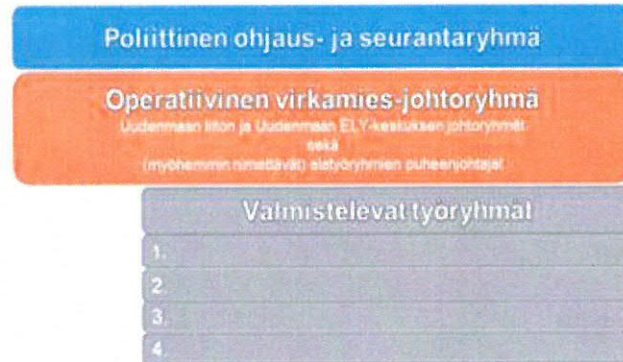 Poliittinen ohjaus- ja seurantaryhmä
Operatiivinen virkamies-johtoryhmä
Uudenmaan liiton ja Uudenmaan ELY-keskuksen johtoryhmät
sekä
(myöhemmin nimettävät) alatyöryhmien puheenjohtajat
Valmistelevat työryhmät
1.
2.
3.
4.